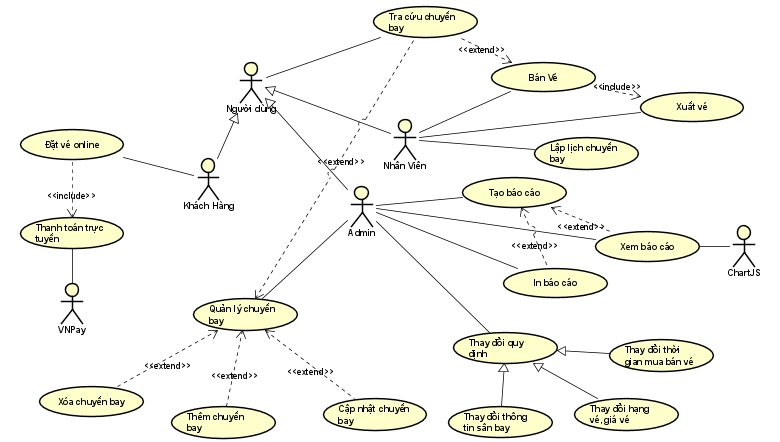 Tra cứu chuyến
bay
<<extend>>
Bán Vé
<<include>>
Xuất vé
Người dùng
Nhân Viên
Lập lịch chuyến
bay
Đặt vé online
<<include>>
Khách Hàng
<<extend>>
Thanh toán trực
tuyến
VNPay
Admin
Tạo báo cáo
<<extend>>
<<extend>>
Xem báo cáo
ChartJS
In báo cáo
Quản lý chuyến
bay
<<extend>>
<<extend>>
<<extend>>
Xóa chuyến bay
Thêm chuyến
bay
Cập nhật chuyến
bay
Thay đổi quy
định
Thay đổi thời
gian mua bán vé
Thay đổi thông
tin sân bay
Thay đổi hạng
vé,giá vé